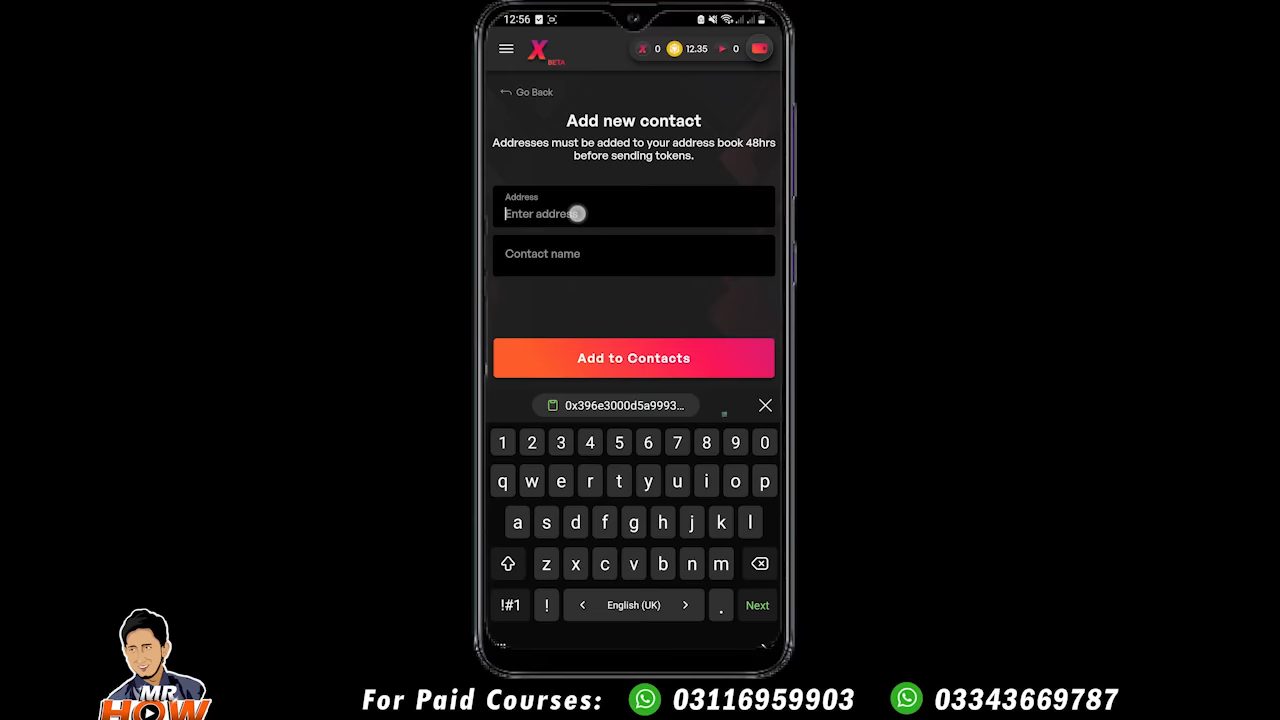 12:56
X BETA
0 12.35 0
Go Back
Add new contact
Addresses must be added to your address book 48hrs
before sending tokens.
Address
Enter address
Contact name
Add to Contacts
0x396e3000d5a9993...
1 2 3 4 5 6 7 8 9 0
q w e r t y u i o p
a s d f g h j k l
z x c v b n m
!#1 ! < English (UK) > . Next
MR
HOW
For Paid Courses: 03116959903 03343669787